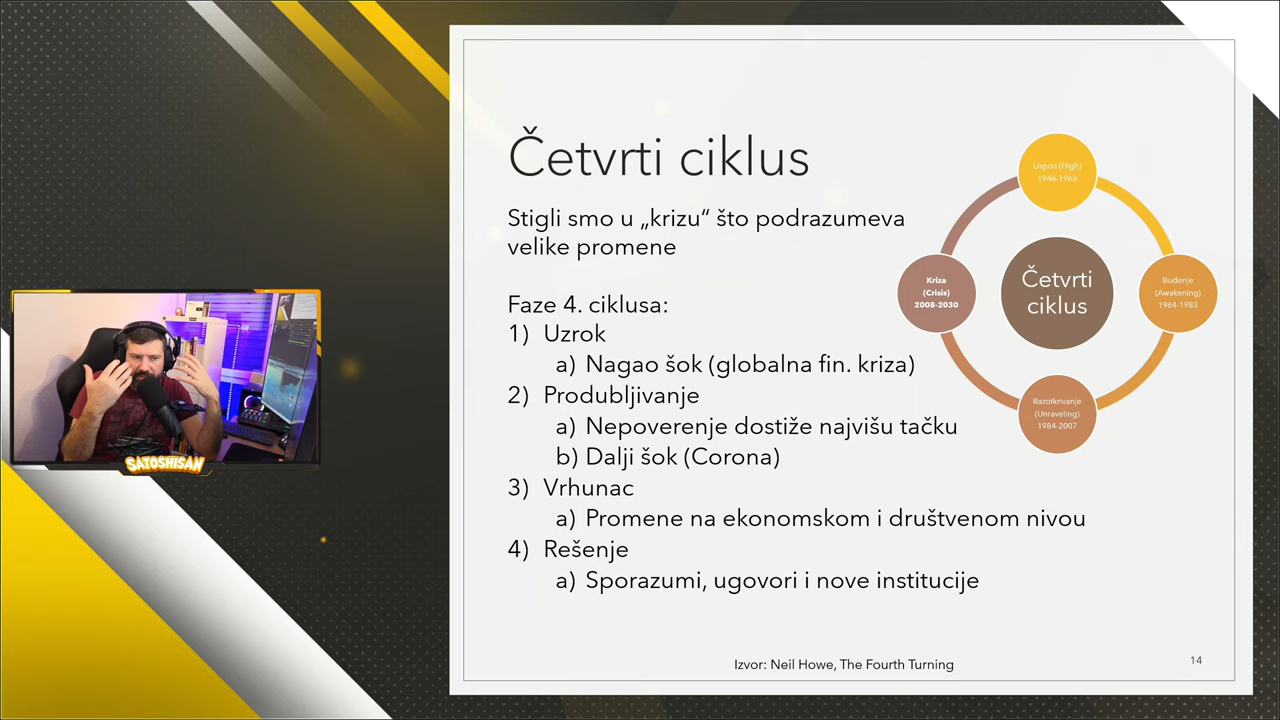 Četvrti ciklus
Stigli smo u „krizu“ što podrazumeva
velike promene
Faze 4. ciklusa:
1) Uzrok
a) Nagao šok (globalna fin. kriza)
2) Produbljivanje
a) Nepoverenje dostiže najvišu tačku
b) Dalji šok (Corona)
3) Vrhunac
a) Promene na ekonomskom i društvenom nivou
4) Rešenje
a) Sporazumi, ugovori i nove institucije
Uspon (High)
1946-1963
Buđenje
(Awakening)
1964-1983
Razotkrivanje
(Unraveling)
1984-2007
Kriza
(Crisis)
2008-2030
Četvrti
ciklus
SATOSHISAN
Izvor: Neil Howe, The Fourth Turning
14